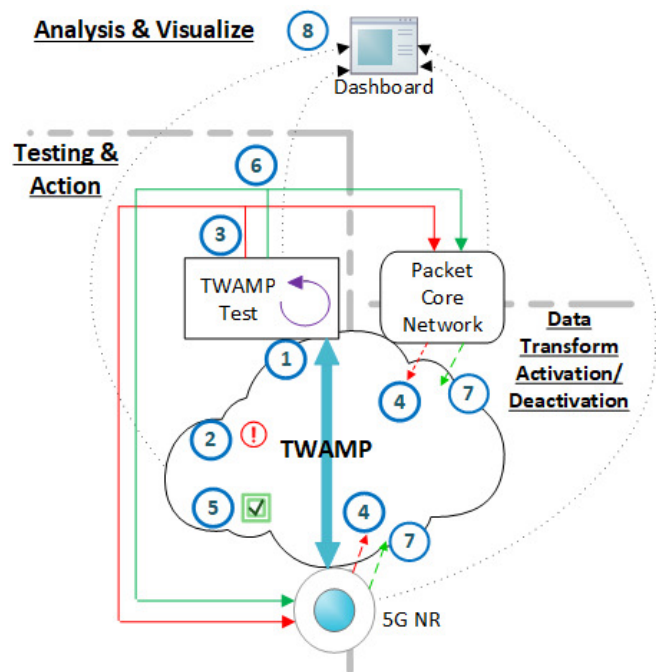 Analysis & Visualize
8
Dashboard
Testing &
Action
6
3
TWAMP
Test
Packet
Core
Network
Data
Transform
Activation/
Deactivation
1
4
7
2
!
TWAMP
5
4
7
5G NR